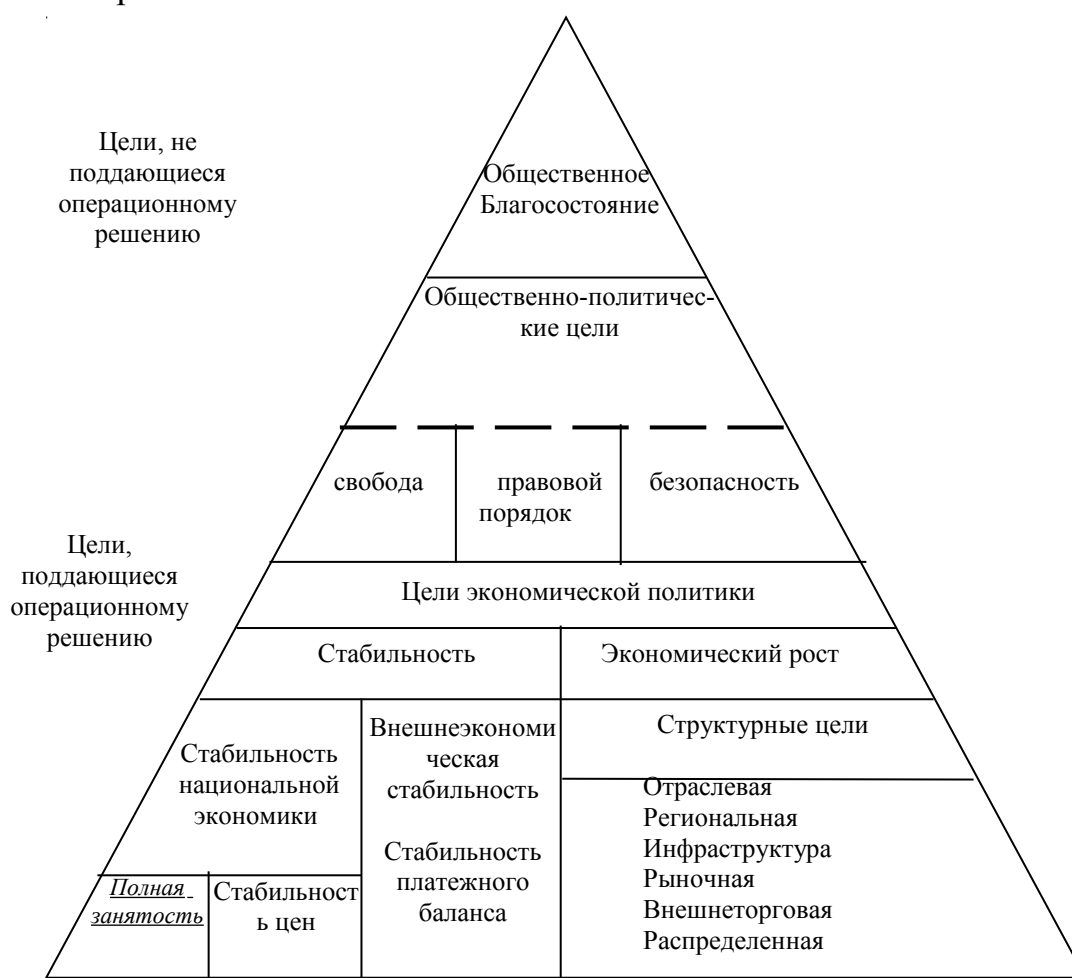 Цели, не
поддающиеся
операционному
решению
Общественное
Благосостояние
Общественно-политичес-
кие цели
свобода
правовой
порядок
безопасность
Цели,
поддающиеся
операционному
решению
Цели экономической политики
Стабильность
Экономический рост
Стабильность
национальной
экономики
Внешнеэкономи
ческая
стабильность
Стабильность
платежного
баланса
Структурные цели
Отраслевая
Региональная
Инфраструктура
Рыночная
Внешнеторговая
Распределенная
Полная
занятость
Стабильност
ь цен